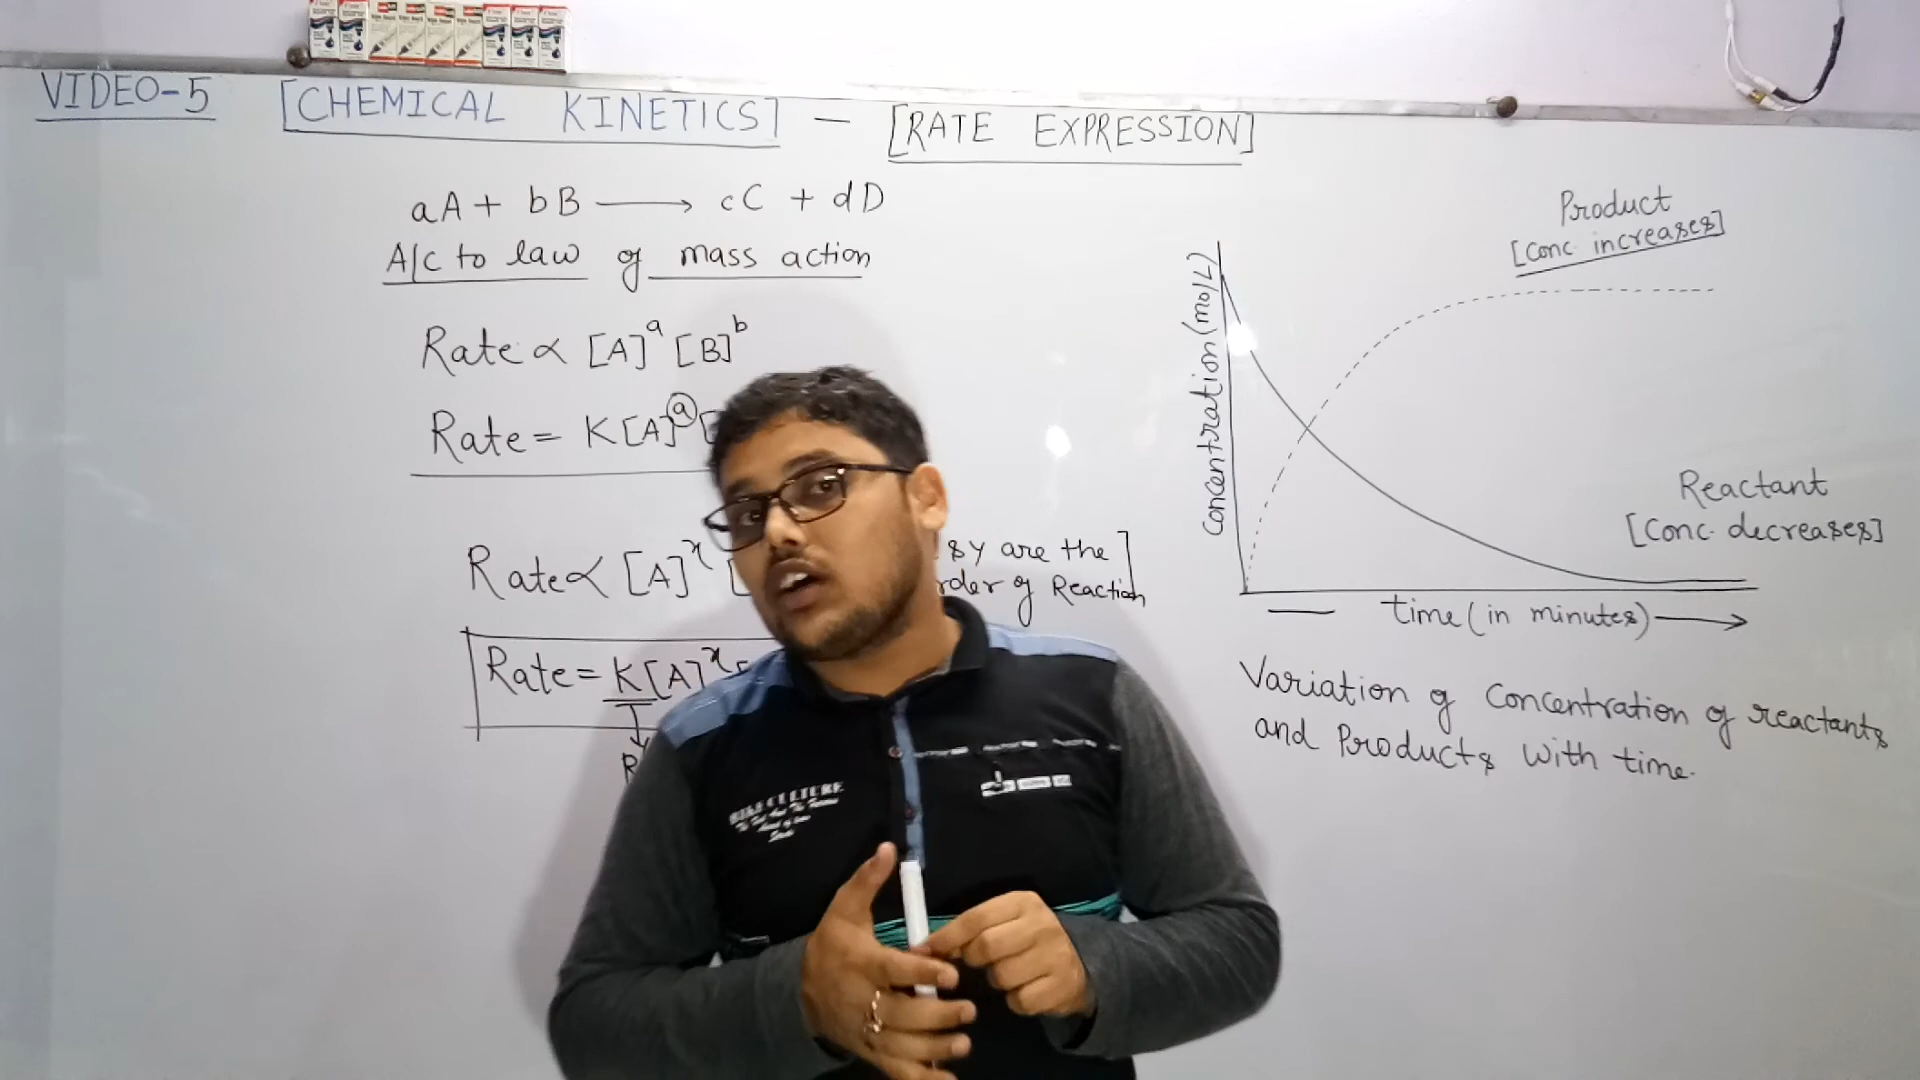 VIDEO-5 [CHEMICAL KINETICS] — [RATE EXPRESSION]
aA + bB ⟶ cC + dD
A/C to law of mass action
Rate ∝ [A]^a [B]^b
Rate = K[A]^a [
Rate ∝ [A]^x [
& y are the]
rder of Reaction
Rate = K[A]^x [
R
Product
[Conc. increases]
Concentration (mol/L)
Reactant
[Conc. decreases]
— time (in minutes) ⟶
Variation of Concentration of reactants
and Products with time.